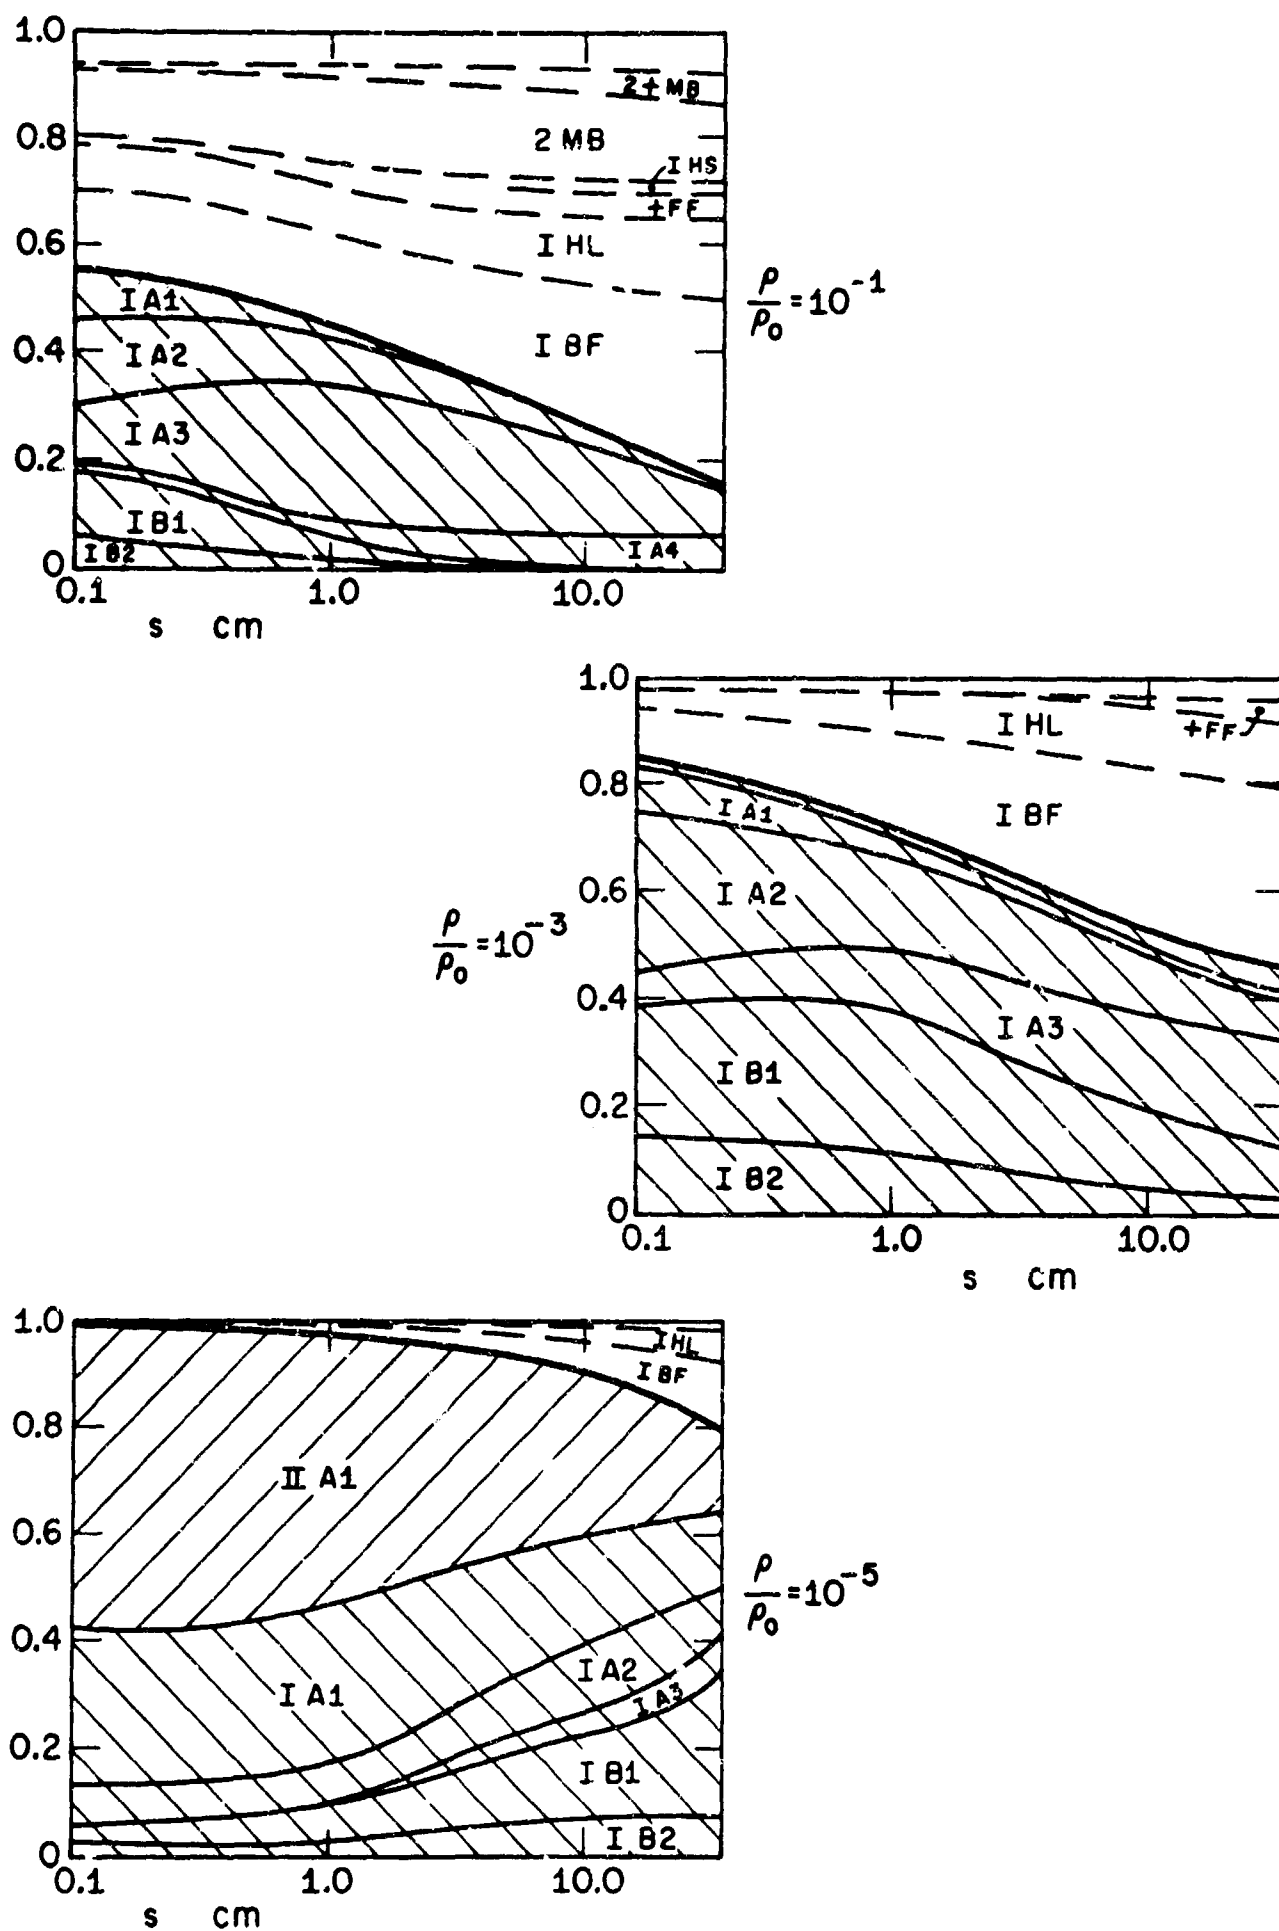 1.0
2+MB
0.8
2 MB
I HS
+FF
0.6
I HL
ρ/ρ₀=10⁻¹
I A1
0.4
I A2
I BF
I A3
0.2
I B1
I B2
I A4
0
0.1
1.0
10.0
s cm
1.0
I HL
+FF
0.8
I A1
I BF
0.6
I A2
ρ/ρ₀=10⁻³
0.4
I A3
I B1
0.2
I B2
0
0.1
1.0
10.0
s cm
1.0
I HL
I BF
0.8
II A1
0.6
ρ/ρ₀=10⁻⁵
0.4
I A2
I A1
I A3
0.2
I B1
I B2
0
0.1
1.0
10.0
s cm